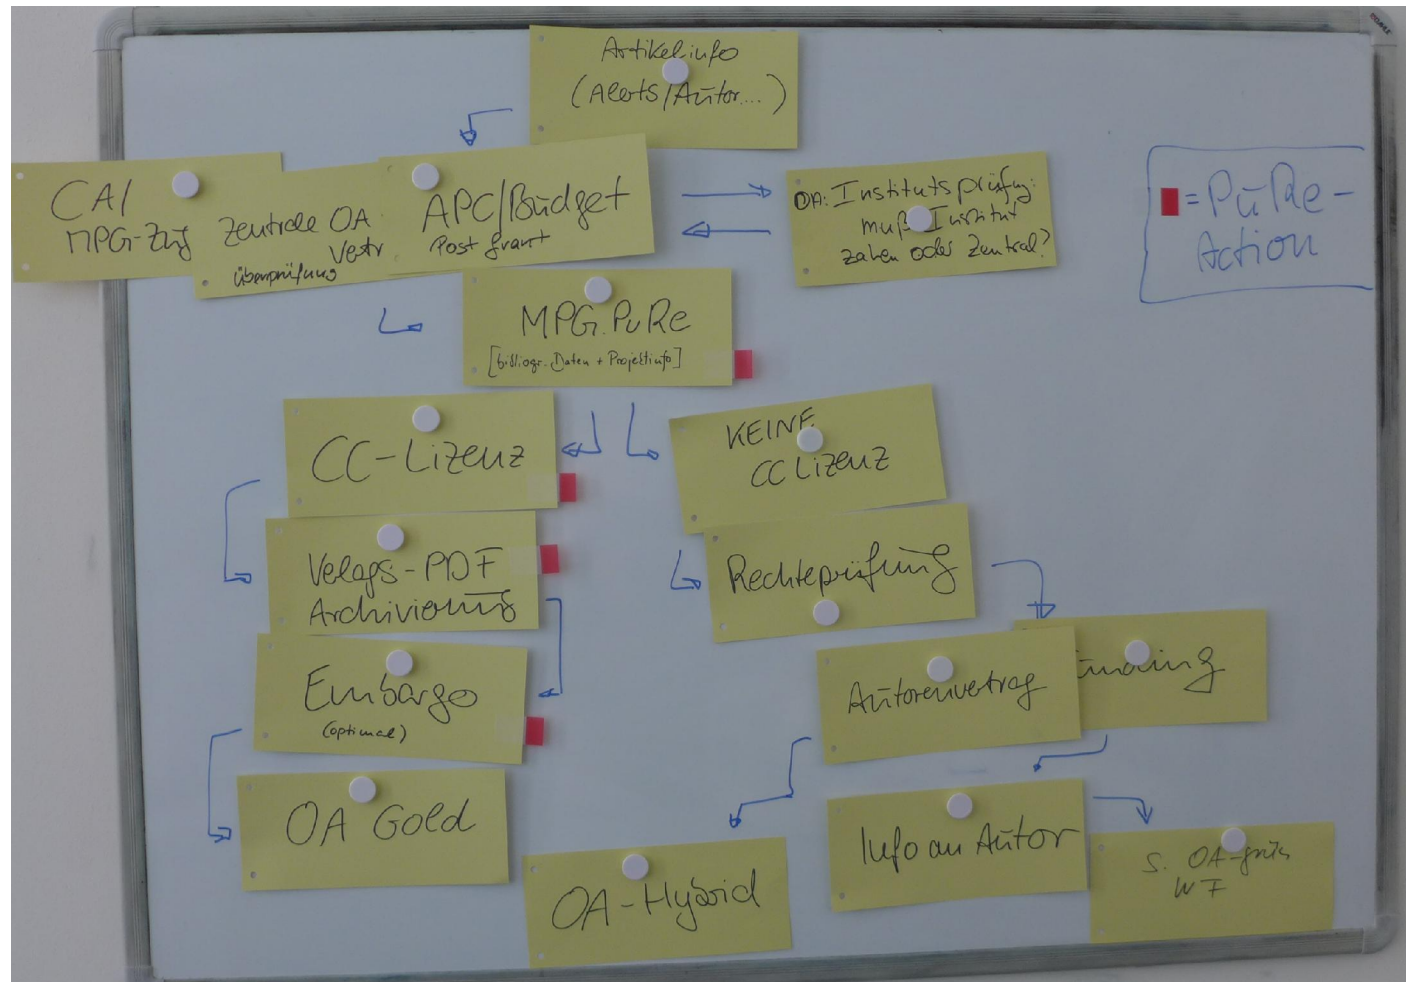 Artikelinfo
(Alerts/Autor...)
CA/
MPG-Zug
Zentrale OA
Vertr
Überprüfung
APC/Budget
Post grant
OA: Institutsprüfg:
muß Institut
zahlen oder Zentral?
= PuRe-
Action
MPG.PuRe
[bibliogr. Daten + Projektinfo]
CC-Lizenz
KEINE
CC LIZENZ
Velags-PDF
Archivierung
Rechteprüfung
Embargo
(optional)
Autorenvertrag
OA Gold
Info an Autor
S. OA-grün
WF
OA-Hybrid